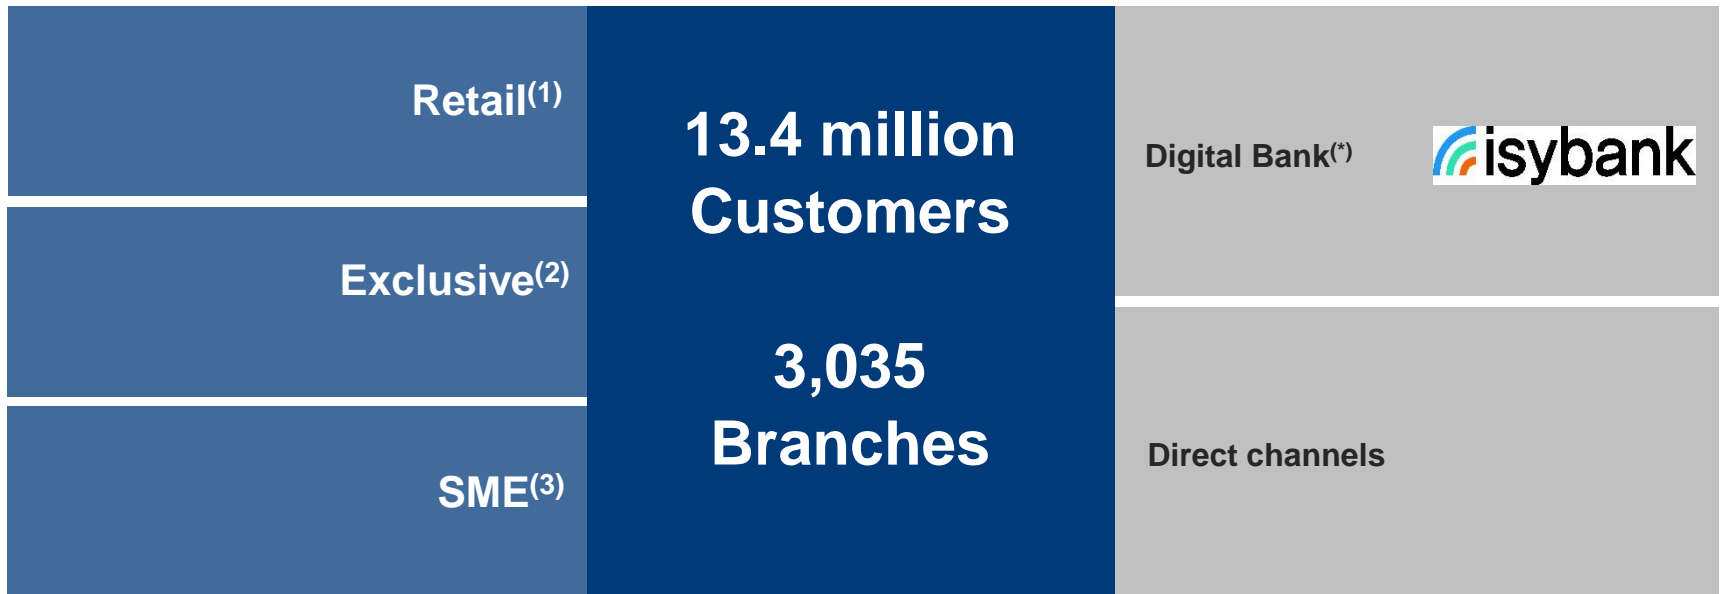 Retail(1)
Exclusive(2)
SME(3)
13.4 million
Customers
3,035
Branches
Digital Bank(*)
isybank
Direct channels